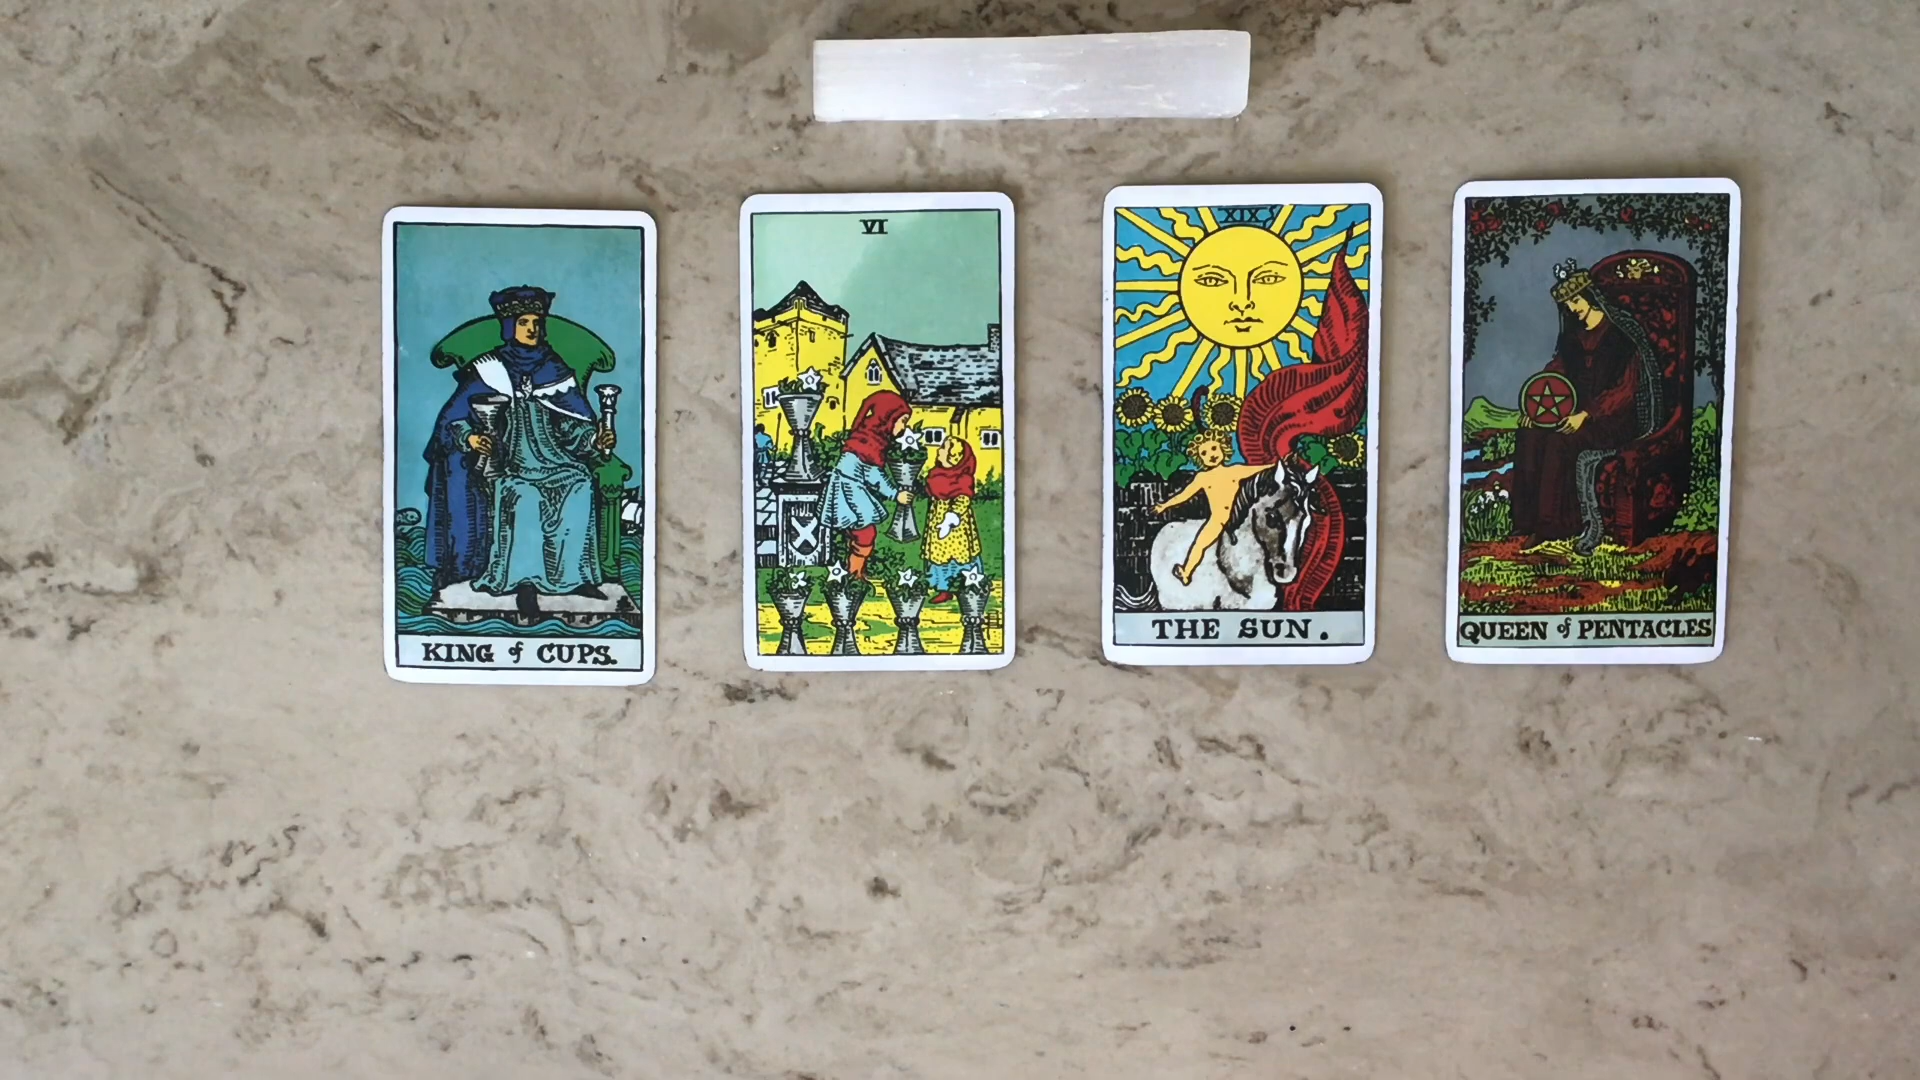 KING of CUPS.
VI
XIX
THE SUN.
QUEEN of PENTACLES